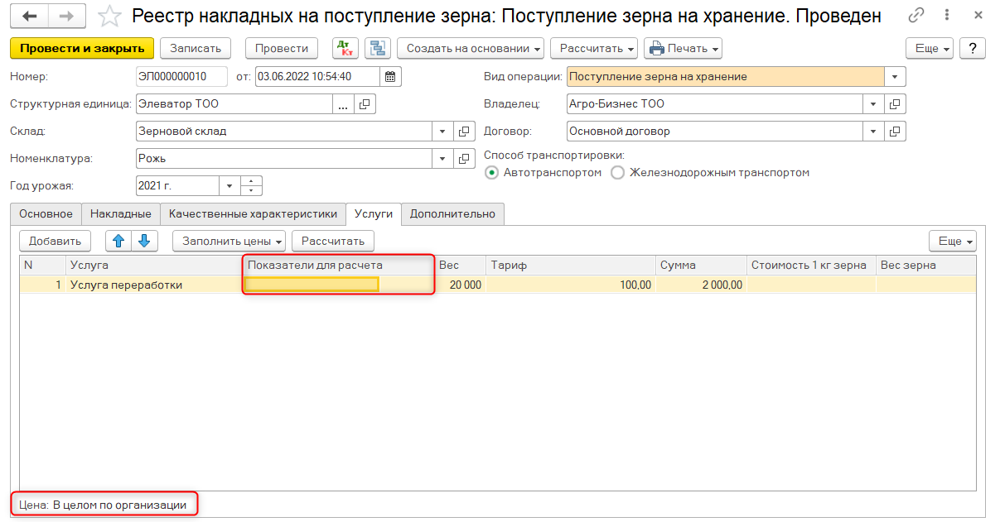 Реестр накладных на поступление зерна: Поступление зерна на хранение. Проведен
Провести и закрыть Записать Провести Дт Кт Создать на основании Рассчитать Печать Еще ?
Номер: ЭЛ000000010 от: 03.06.2022 10:54:40 Вид операции: Поступление зерна на хранение
Структурная единица: Элеватор ТОО ... Владелец: Агро-Бизнес ТОО
Склад: Зерновой склад Договор: Основной договор
Номенклатура: Рожь Способ транспортировки:
Автотранспортом Железнодорожным транспортом
Год урожая: 2021 г.
Основное Накладные Качественные характеристики Услуги Дополнительно
Добавить Заполнить цены Рассчитать Еще
N Услуга Показатели для расчета Вес Тариф Сумма Стоимость 1 кг зерна Вес зерна
1 Услуга переработки 20 000 100,00 2 000,00
Цена: В целом по организации